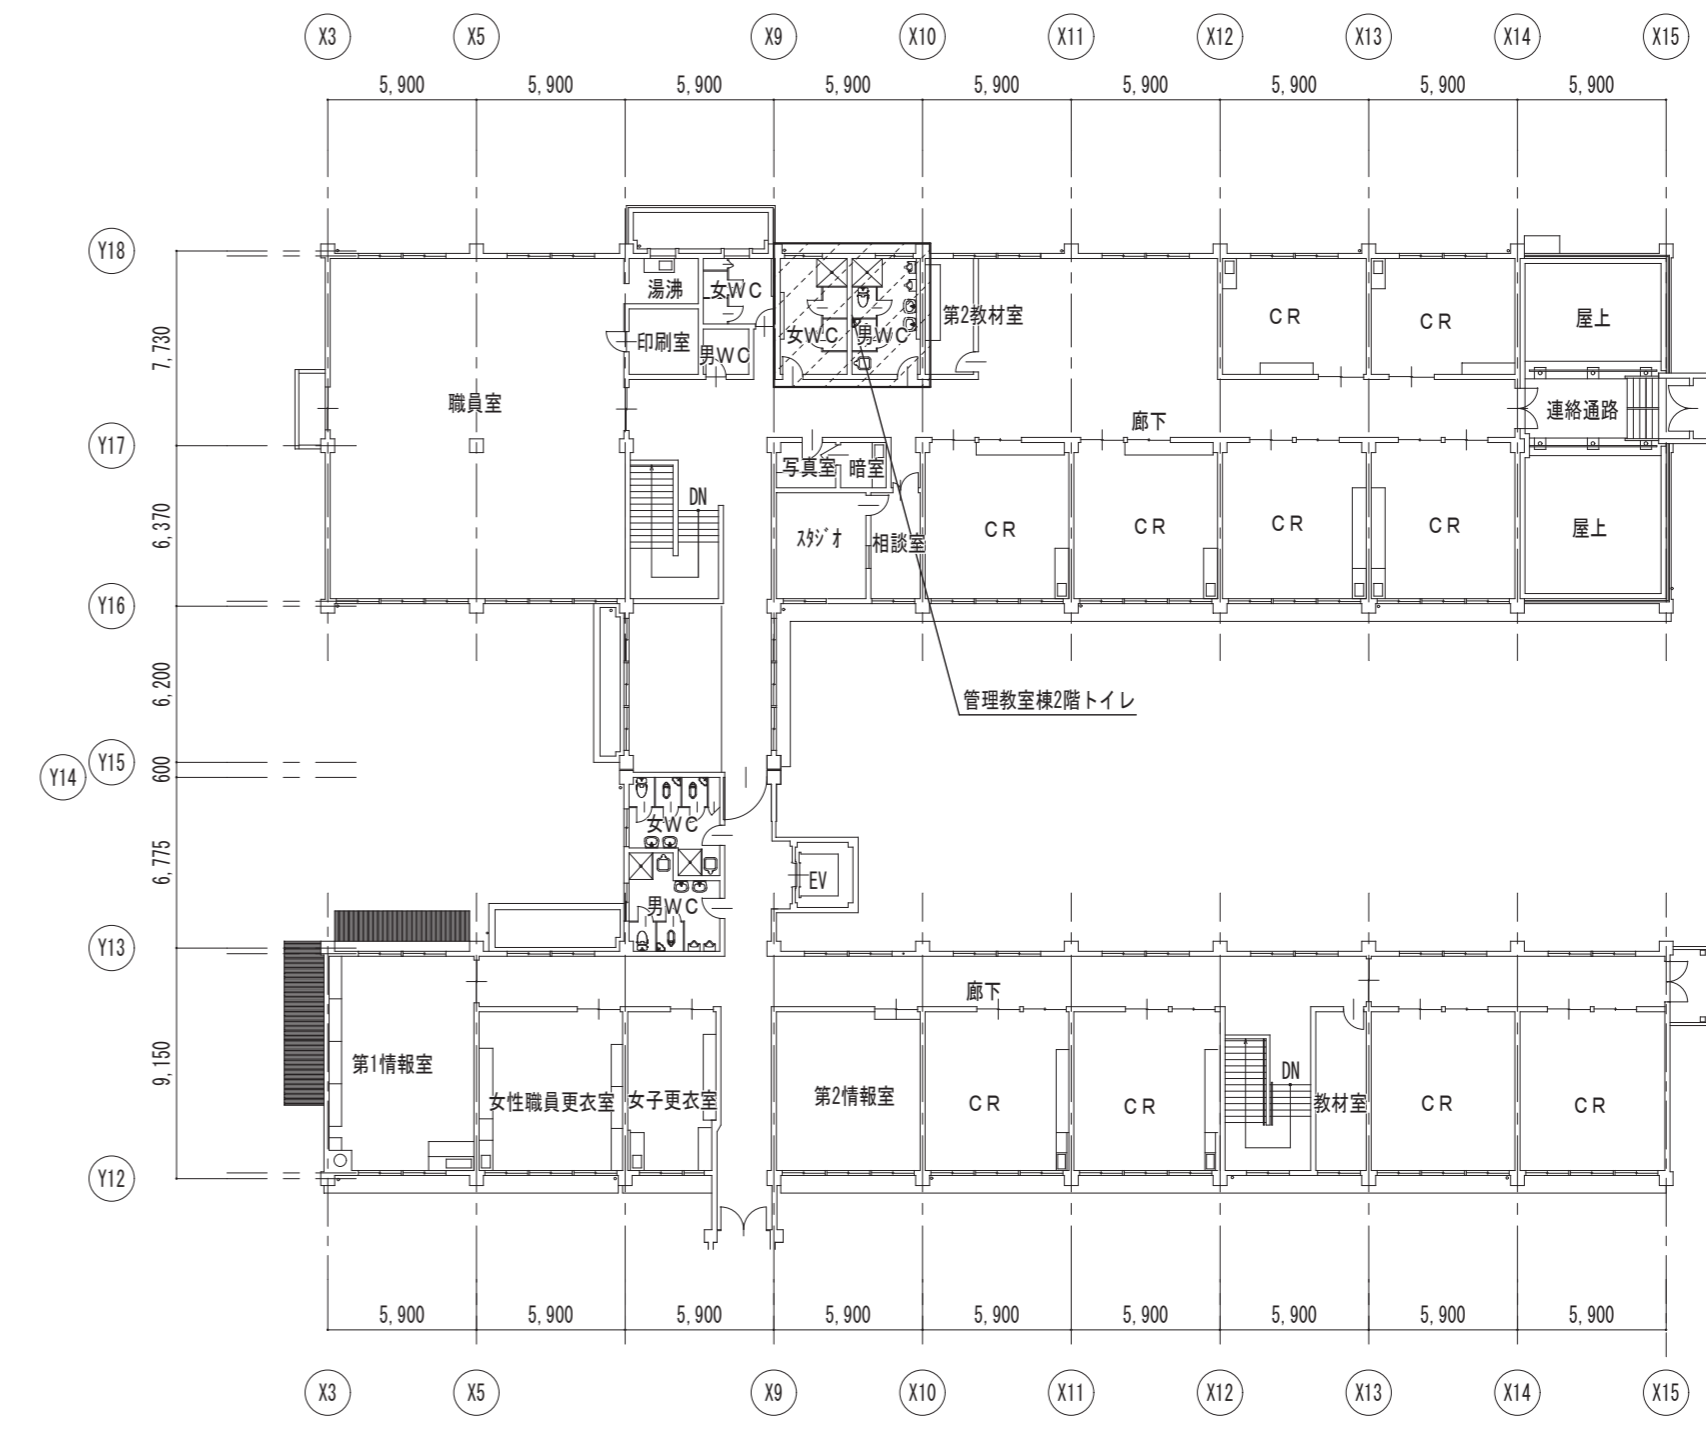 X3 X5 X9 X10 X11 X12 X13 X14 X15
5,900 5,900 5,900 5,900 5,900 5,900 5,900 5,900 5,900
Y18
湯沸 女WC
女WC 男WC 第2教材室 CR CR 屋上
7,730 印刷室 男WC
職員室 廊下 連絡通路
Y17
写真室 暗室
DN
6,370 スタジオ 相談室 CR CR CR CR 屋上
Y16
6,200
管理教室棟2階トイレ
Y15
Y14 600
女WC
6,775 EV
男WC
Y13
廊下
9,150 第1情報室 DN
女性職員更衣室 女子更衣室 第2情報室 CR CR 教材室 CR CR
Y12
5,900 5,900 5,900 5,900 5,900 5,900 5,900 5,900 5,900
X3 X5 X9 X10 X11 X12 X13 X14 X15